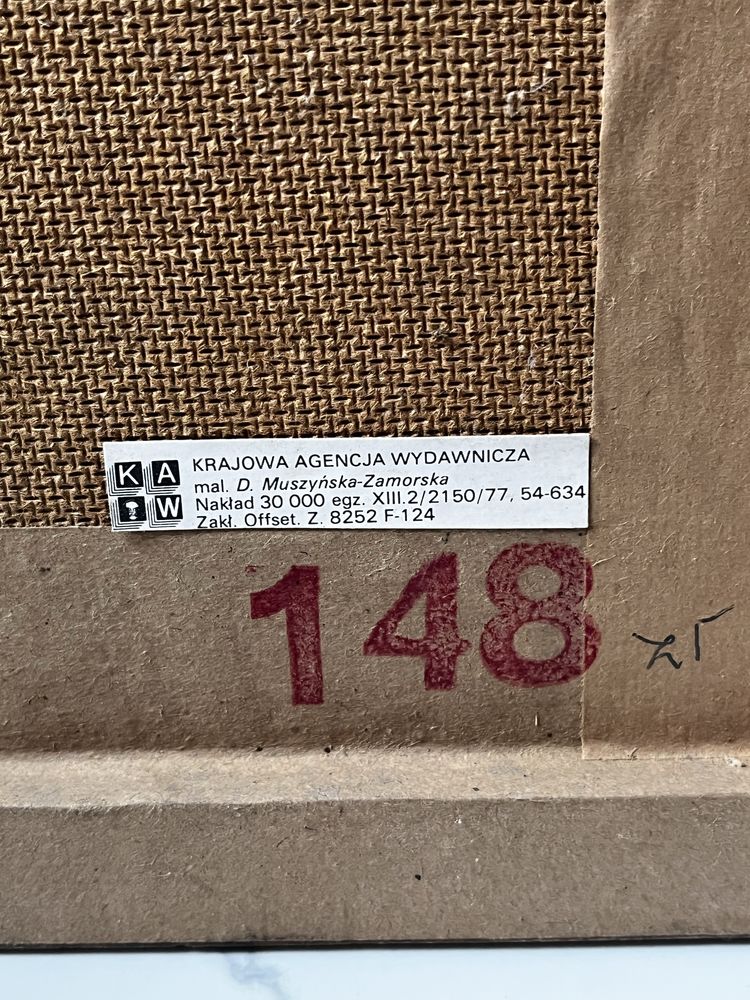 K A
W
KRAJOWA AGENCJA WYDAWNICZA
mal. D. Muszyńska-Zamorska
Nakład 30 000 egz. XIII.2/2150/77, 54-634
Zakł. Offset. Z. 8252 F-124
148
zł